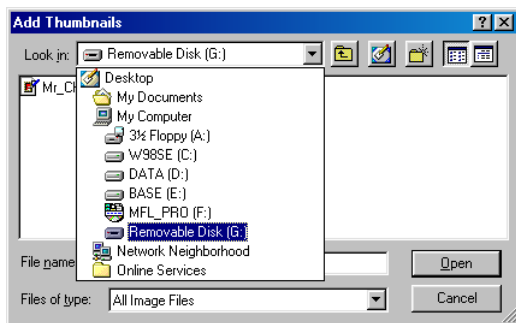 Add Thumbnails
Look in: Removable Disk (G:)
Desktop
My Documents
My Computer
3½ Floppy (A:)
W98SE (C:)
DATA (D:)
BASE (E:)
MFL_PRO (F:)
Removable Disk (G:
Network Neighborhood
Online Services
File name
Open
Files of type: All Image Files
Cancel